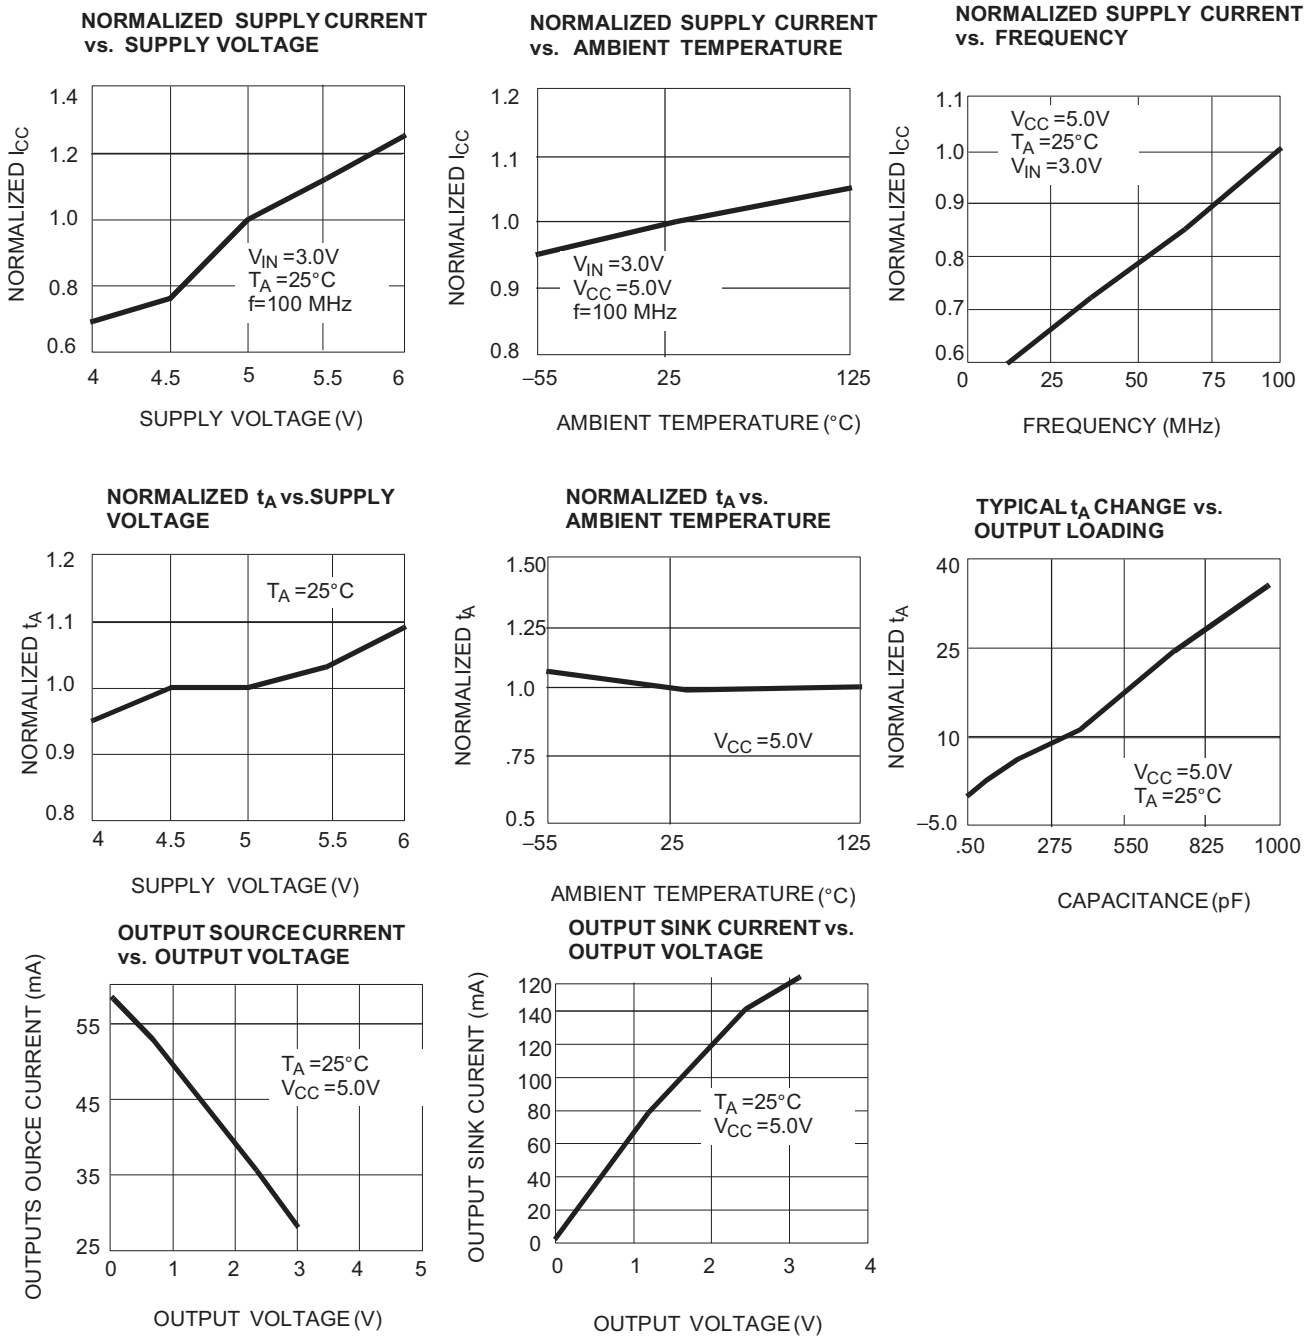 NORMALIZED SUPPLY CURRENT
vs. SUPPLY VOLTAGE
NORMALIZED ICC
1.4
1.2
1.0
0.8
0.6
VIN =3.0V
TA =25°C
f=100 MHz
4 4.5 5 5.5 6
SUPPLY VOLTAGE (V)
NORMALIZED SUPPLY CURRENT
vs. AMBIENT TEMPERATURE
NORMALIZED ICC
1.2
1.1
1.0
0.9
0.8
VIN =3.0V
VCC =5.0V
f=100 MHz
–55 25 125
AMBIENT TEMPERATURE (°C)
NORMALIZED SUPPLY CURRENT
vs. FREQUENCY
NORMALIZED ICC
1.1
1.0
0.9
0.8
0.7
0.6
VCC =5.0V
TA =25°C
VIN =3.0V
0 25 50 75 100
FREQUENCY (MHz)
NORMALIZED tA vs.SUPPLY
VOLTAGE
NORMALIZED tA
1.2
1.1
1.0
0.9
0.8
TA =25°C
4 4.5 5 5.5 6
SUPPLY VOLTAGE (V)
NORMALIZED tA vs.
AMBIENT TEMPERATURE
NORMALIZED tA
1.50
1.25
1.0
.75
0.5
VCC =5.0V
–55 25 125
AMBIENT TEMPERATURE (°C)
TYPICAL tA CHANGE vs.
OUTPUT LOADING
NORMALIZED tA
40
25
10
–5.0
VCC =5.0V
TA =25°C
.50 275 550 825 1000
CAPACITANCE (pF)
OUTPUT SOURCE CURRENT
vs. OUTPUT VOLTAGE
OUTPUTS OURCE CURRENT (mA)
55
45
35
25
TA =25°C
VCC =5.0V
0 1 2 3 4 5
OUTPUT VOLTAGE (V)
OUTPUT SINK CURRENT vs.
OUTPUT VOLTAGE
OUTPUT SINK CURENT (mA)
120
140
120
100
80
60
40
20
0
TA =25°C
VCC =5.0V
0 1 2 3 4
OUTPUT VOLTAGE (V)